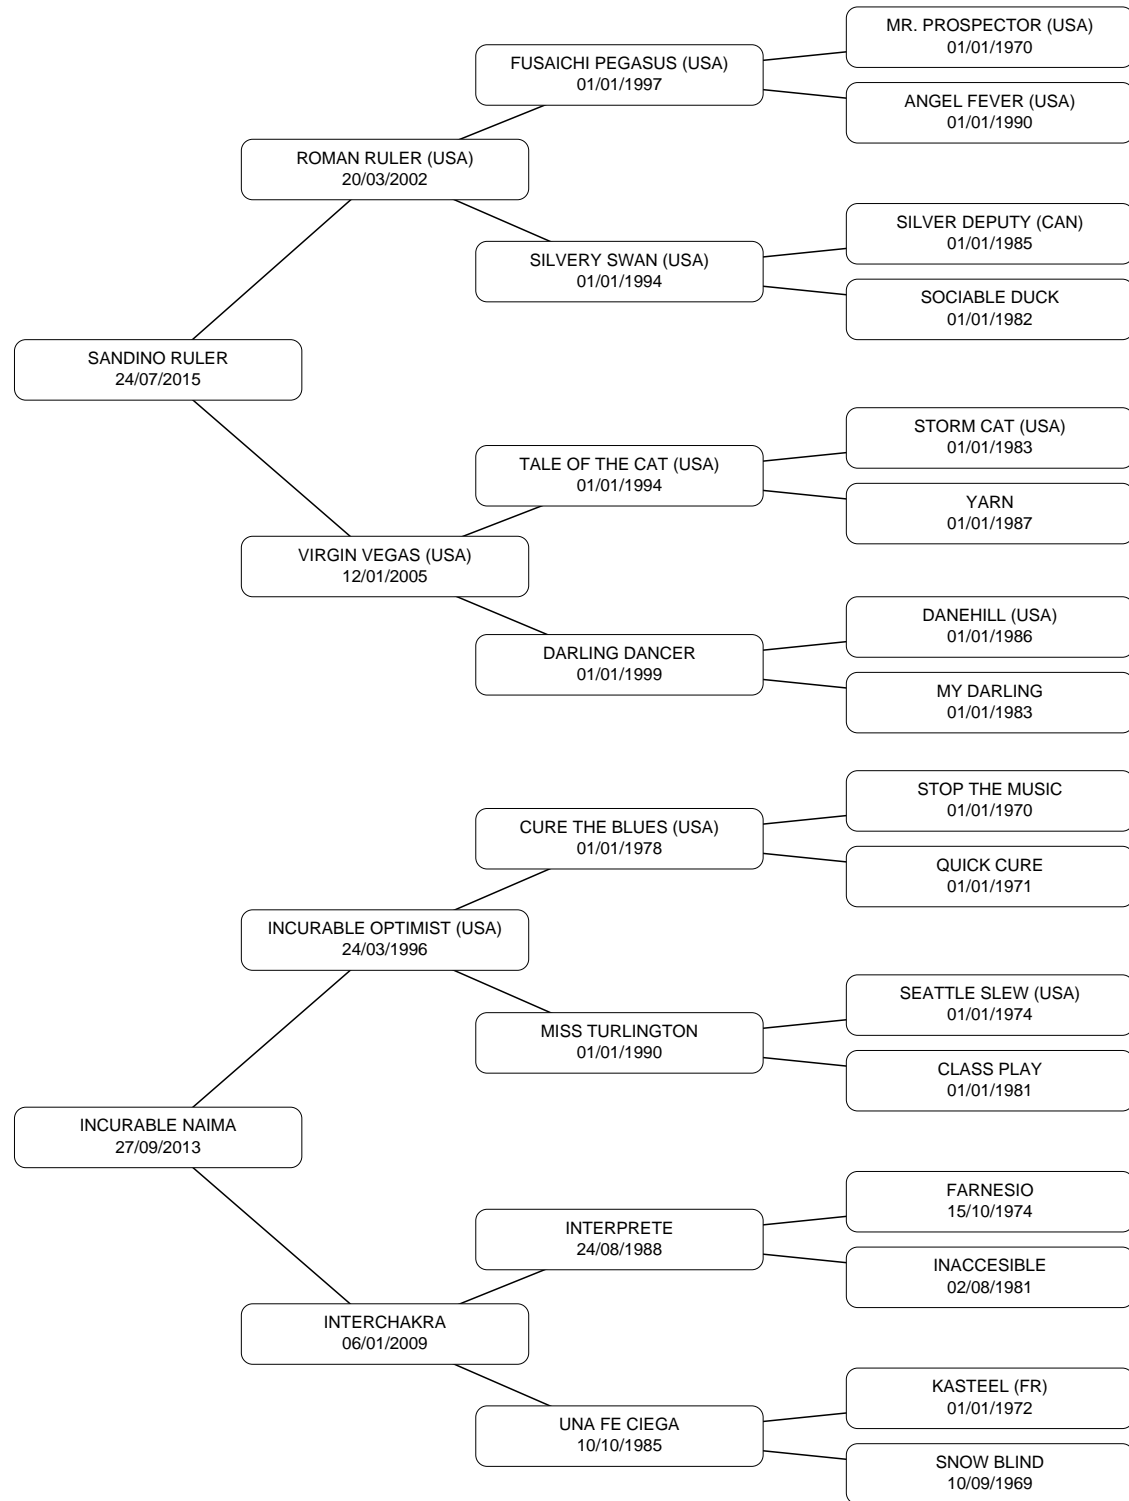 MR. PROSPECTOR (USA)
01/01/1970
FUSAICHI PEGASUS (USA)
01/01/1997
ANGEL FEVER (USA)
01/01/1990
ROMAN RULER (USA)
20/03/2002
SILVER DEPUTY (CAN)
01/01/1985
SILVERY SWAN (USA)
01/01/1994
SOCIABLE DUCK
01/01/1982
SANDINO RULER
24/07/2015
STORM CAT (USA)
01/01/1983
TALE OF THE CAT (USA)
01/01/1994
YARN
01/01/1987
VIRGIN VEGAS (USA)
12/01/2005
DANEHILL (USA)
01/01/1986
DARLING DANCER
01/01/1999
MY DARLING
01/01/1983
STOP THE MUSIC
01/01/1970
CURE THE BLUES (USA)
01/01/1978
QUICK CURE
01/01/1971
INCURABLE OPTIMIST (USA)
24/03/1996
SEATTLE SLEW (USA)
01/01/1974
MISS TURLINGTON
01/01/1990
CLASS PLAY
01/01/1981
INCURABLE NAIMA
27/09/2013
FARNESIO
15/10/1974
INTERPRETE
24/08/1988
INACCESIBLE
02/08/1981
INTERCHAKRA
06/01/2009
KASTEEL (FR)
01/01/1972
UNA FE CIEGA
10/10/1985
SNOW BLIND
10/09/1969